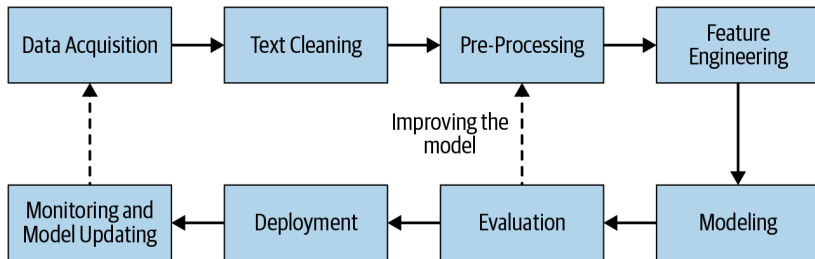 Data Acquisition
Text Cleaning
Pre-Processing
Feature
Engineering
Improving the
model
Monitoring and
Model Updating
Deployment
Evaluation
Modeling